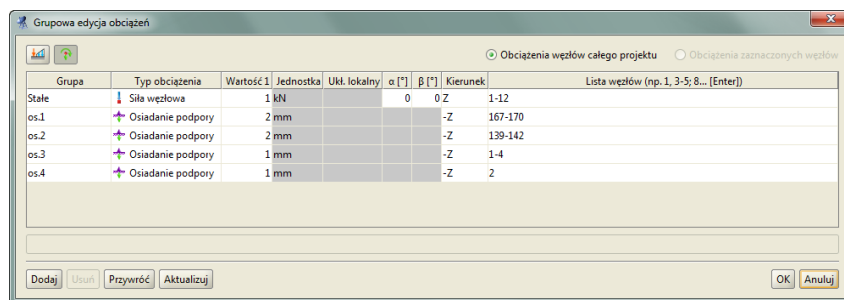 Grupowa edycja obciążeń
Obciążenia węzłów całego projektu Obciążenia zaznaczonych węzłów
Grupa Typ obciążenia Wartość 1 Jednostka Ukł. lokalny α [°] β [°] Kierunek Lista węzłów (np. 1, 3-5; 8... [Enter])
Stałe Siła węzłowa 1 kN 0 0 Z 1-12
os.1 Osiadanie podpory 2 mm -Z 167-170
os.2 Osiadanie podpory 2 mm -Z 139-142
os.3 Osiadanie podpory 1 mm -Z 1-4
os.4 Osiadanie podpory 1 mm -Z 2
Dodaj Usuń Przywróć Aktualizuj OK Anuluj